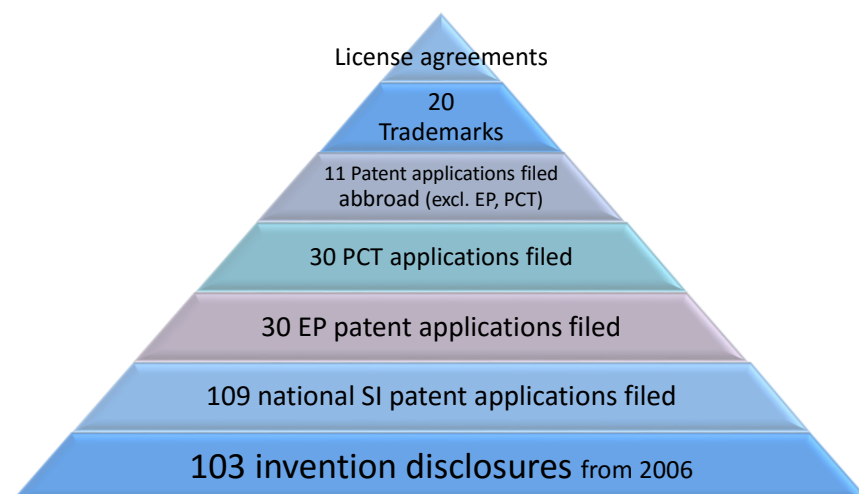 License agreements
20
Trademarks
11 Patent applications filed
abbroad (excl. EP, PCT)
30 PCT applications filed
30 EP patent applications filed
109 national SI patent applications filed
103 invention disclosures from 2006